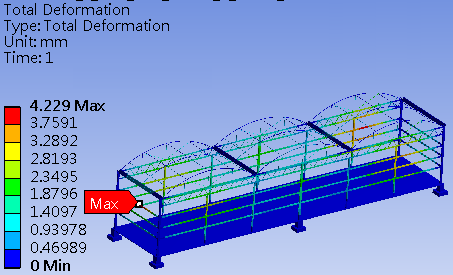 Total Deformation
Type: Total Deformation
Unit: mm
Time: 1
4.229 Max
3.7591
3.2892
2.8193
2.3495
1.8796
1.4097
0.93978
0.46989
0 Min
Max